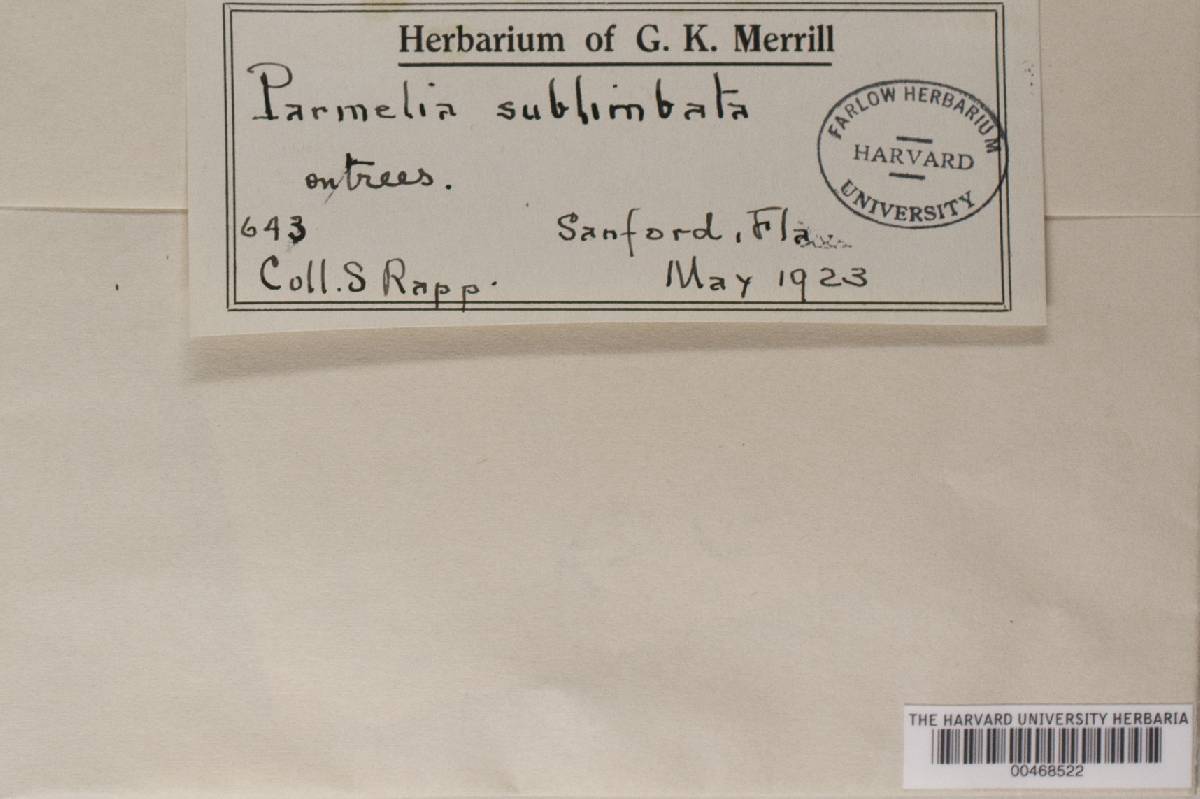 Herbarium of G. K. Merrill
Parmelia sublimbata
on trees.
643
Sanford, Fla
Coll. S Rapp.
May 1923
FARLOW HERBARIUM
HARVARD
UNIVERSITY
THE HARVARD UNIVERSITY HERBARIA
00468522